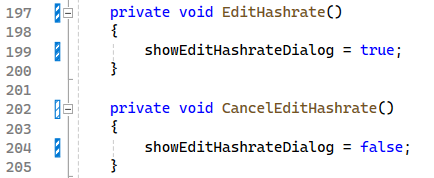 197 private void EditHashrate()
198 {
199 showEditHashrateDialog = true;
200 }
201
202 private void CancelEditHashrate()
203 {
204 showEditHashrateDialog = false;
205 }